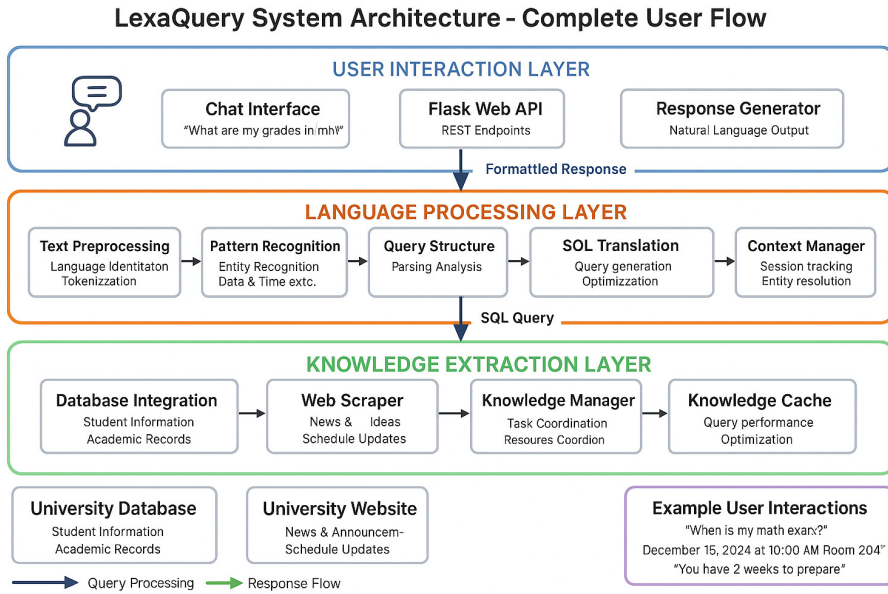 LexaQuery System Architecture - Complete User Flow
USER INTERACTION LAYER
Chat Interface
"What are my grades in
Flask Web API
REST Endpoints
Response Generator
Natural Language Output
Formattled Response
LANGUAGE PROCESSING LAYER
Text Preprocessing
Language Identitaton
Tokenizzation
Pattern Recognition
Entity Recognition
Data & Time extc.
Query Structure
Parsing Analysis
SOL Translation
Query generation
Optimizzation
Context Manager
Session tracking
Entity resolution
SQL Query
KNOWLEDGE EXTRACTION LAYER
Database Integration
Student Information
Academic Records
Web Scraper
News & Ideas
Schedule Updates
Knowledge Manager
Task Coordination
Resoures Coordion
Knowledge Cache
Query performance
Optimization
University Database
Student Information
Academic Records
University Website
News & Announcem-
Schedule Updates
Example User Interactions
"When is my math
December 15, 2024 at 10:00 AM Room 204"
"You have 2 weeks to prepare"
Query Processing
Response Flow